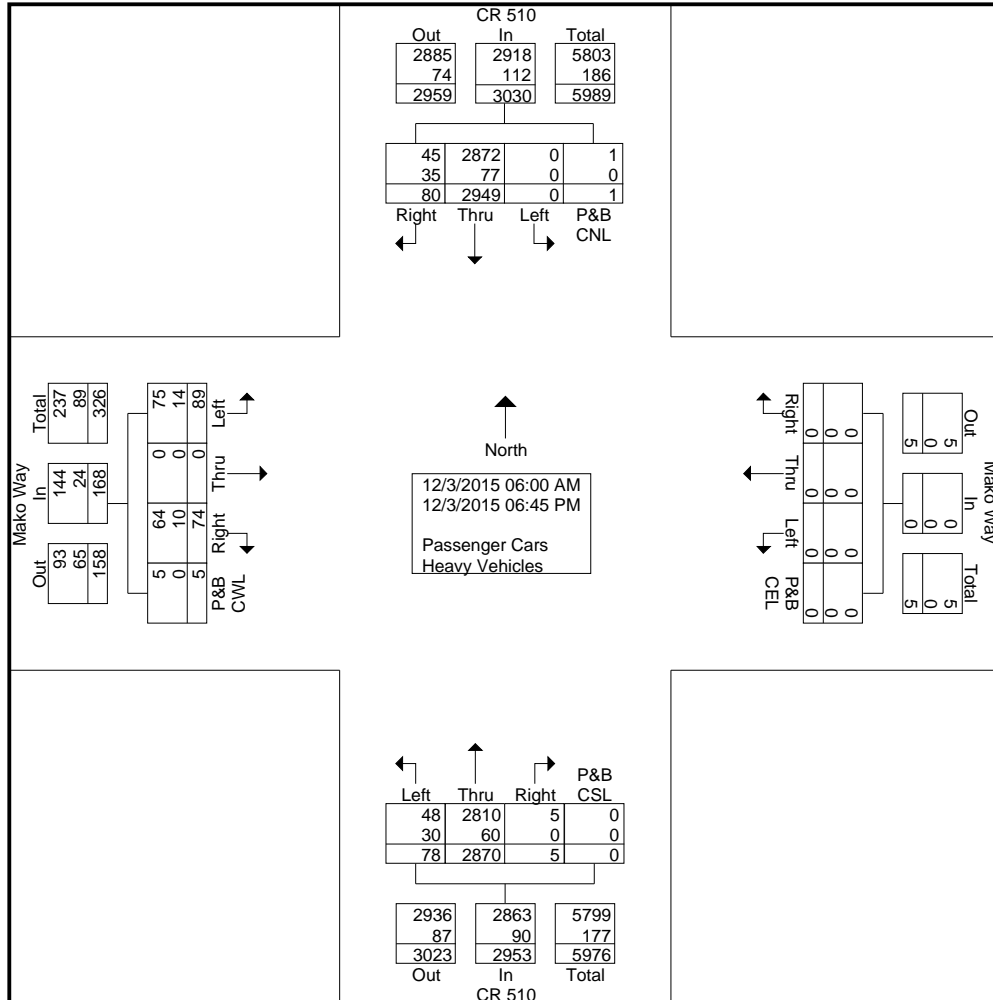 CR 510
Out In Total
2885 2918 5803
74 112 186
2959 3030 5989
45 2872 0 1
35 77 0 0
80 2949 0 1
Right Thru Left P&B
CNL
Mako Way
Total In Out
237 144 93
89 24 65
326 168 158
75 0 64 5
14 0 10 0
89 0 74 5
Left Thru Right P&B
CWL
North
12/3/2015 06:00 AM
12/3/2015 06:45 PM
Passenger Cars
Heavy Vehicles
Right Thru Left P&B
CEL
0 0 0 0
0 0 0 0
0 0 0 0
Out In Total
5 0 5
0 0 0
5 0 5
Mako Way
P&B
Left Thru Right CSL
48 2810 5 0
30 60 0 0
78 2870 5 0
2936 2863 5799
87 90 177
3023 2953 5976
Out In Total
CR 510